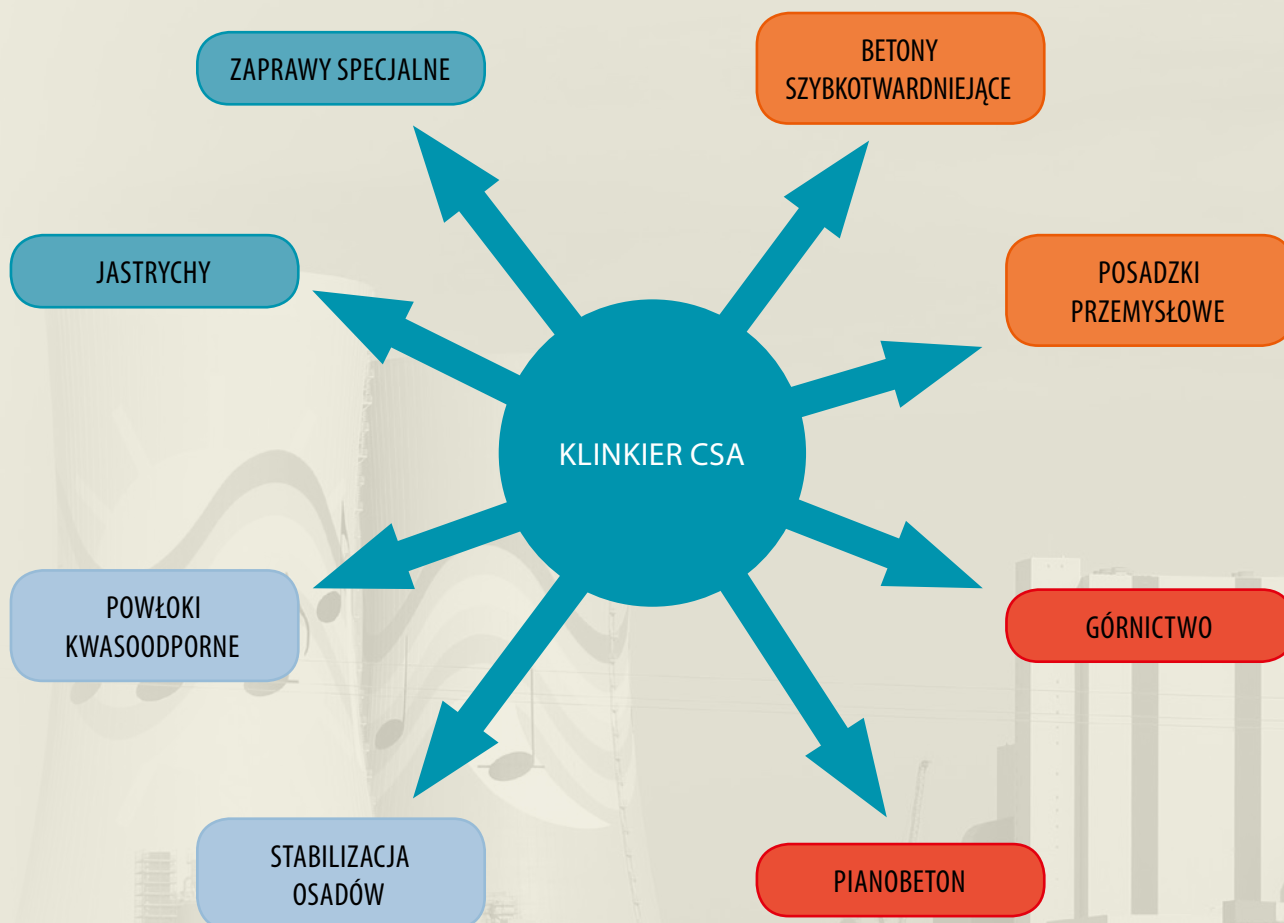 ZAPRAWY SPECJALNE
BETONY
SZYBKOTWARDNIEJĄCE
JASTRYCHY
POSADZKI
PRZEMYSŁOWE
KLINKIER CSA
POWŁOKI
KWASOODPORNE
GÓRNICTWO
STABILIZACJA
OSADÓW
PIANOBETON